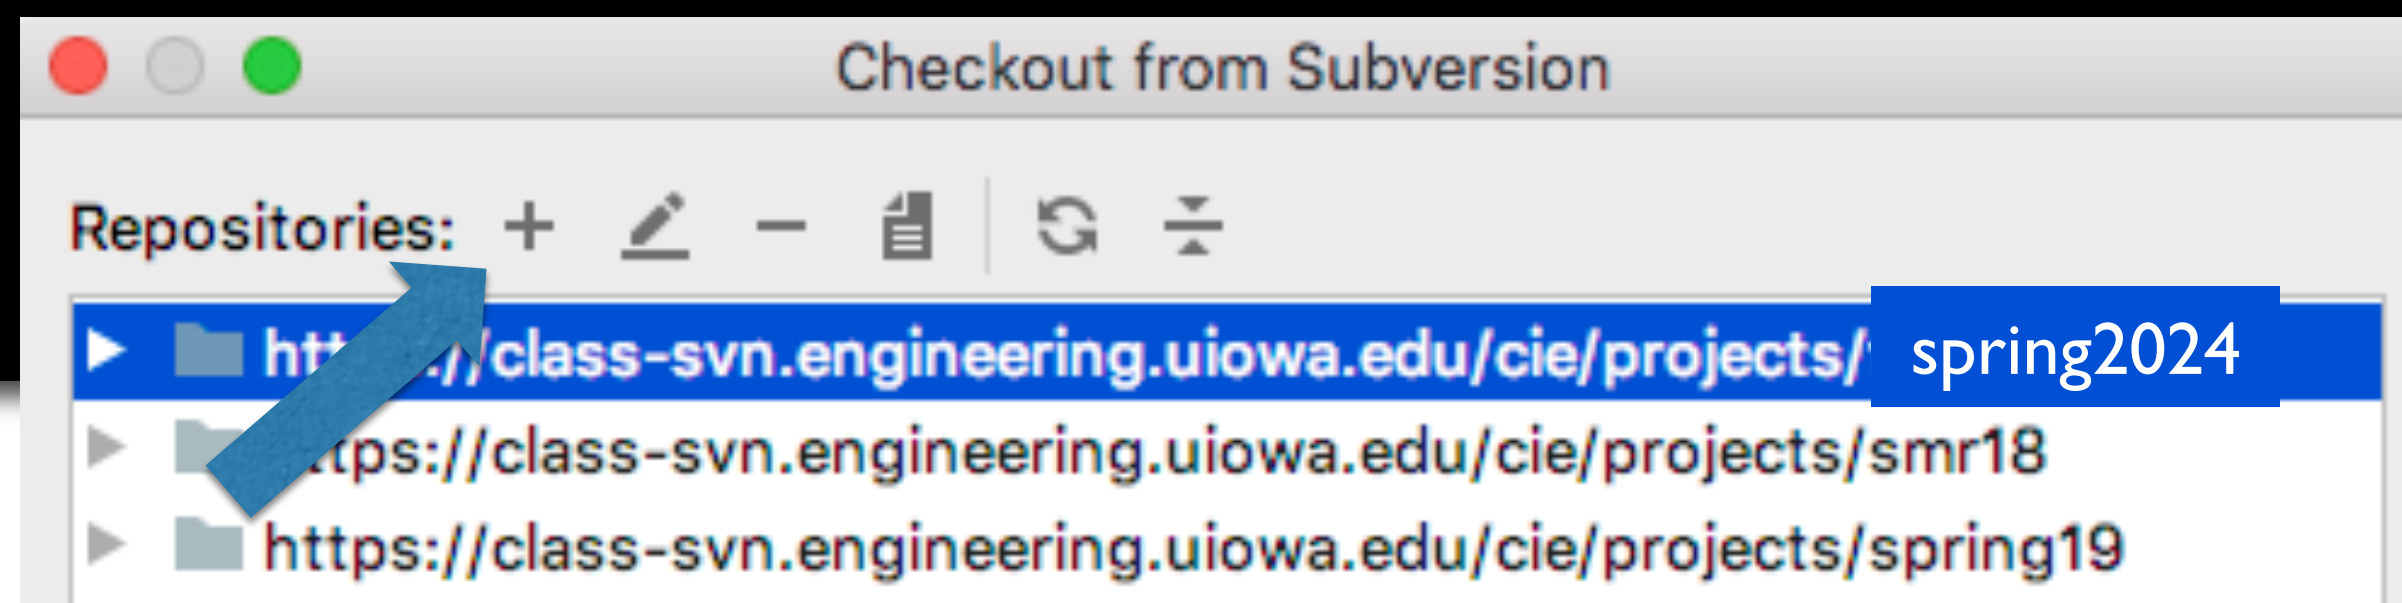 Checkout from Subversion
Repositories:
://class-svn.engineering.uiowa.edu/cie/projects/ spring2024
https://class-svn.engineering.uiowa.edu/cie/projects/smr18
https://class-svn.engineering.uiowa.edu/cie/projects/spring19